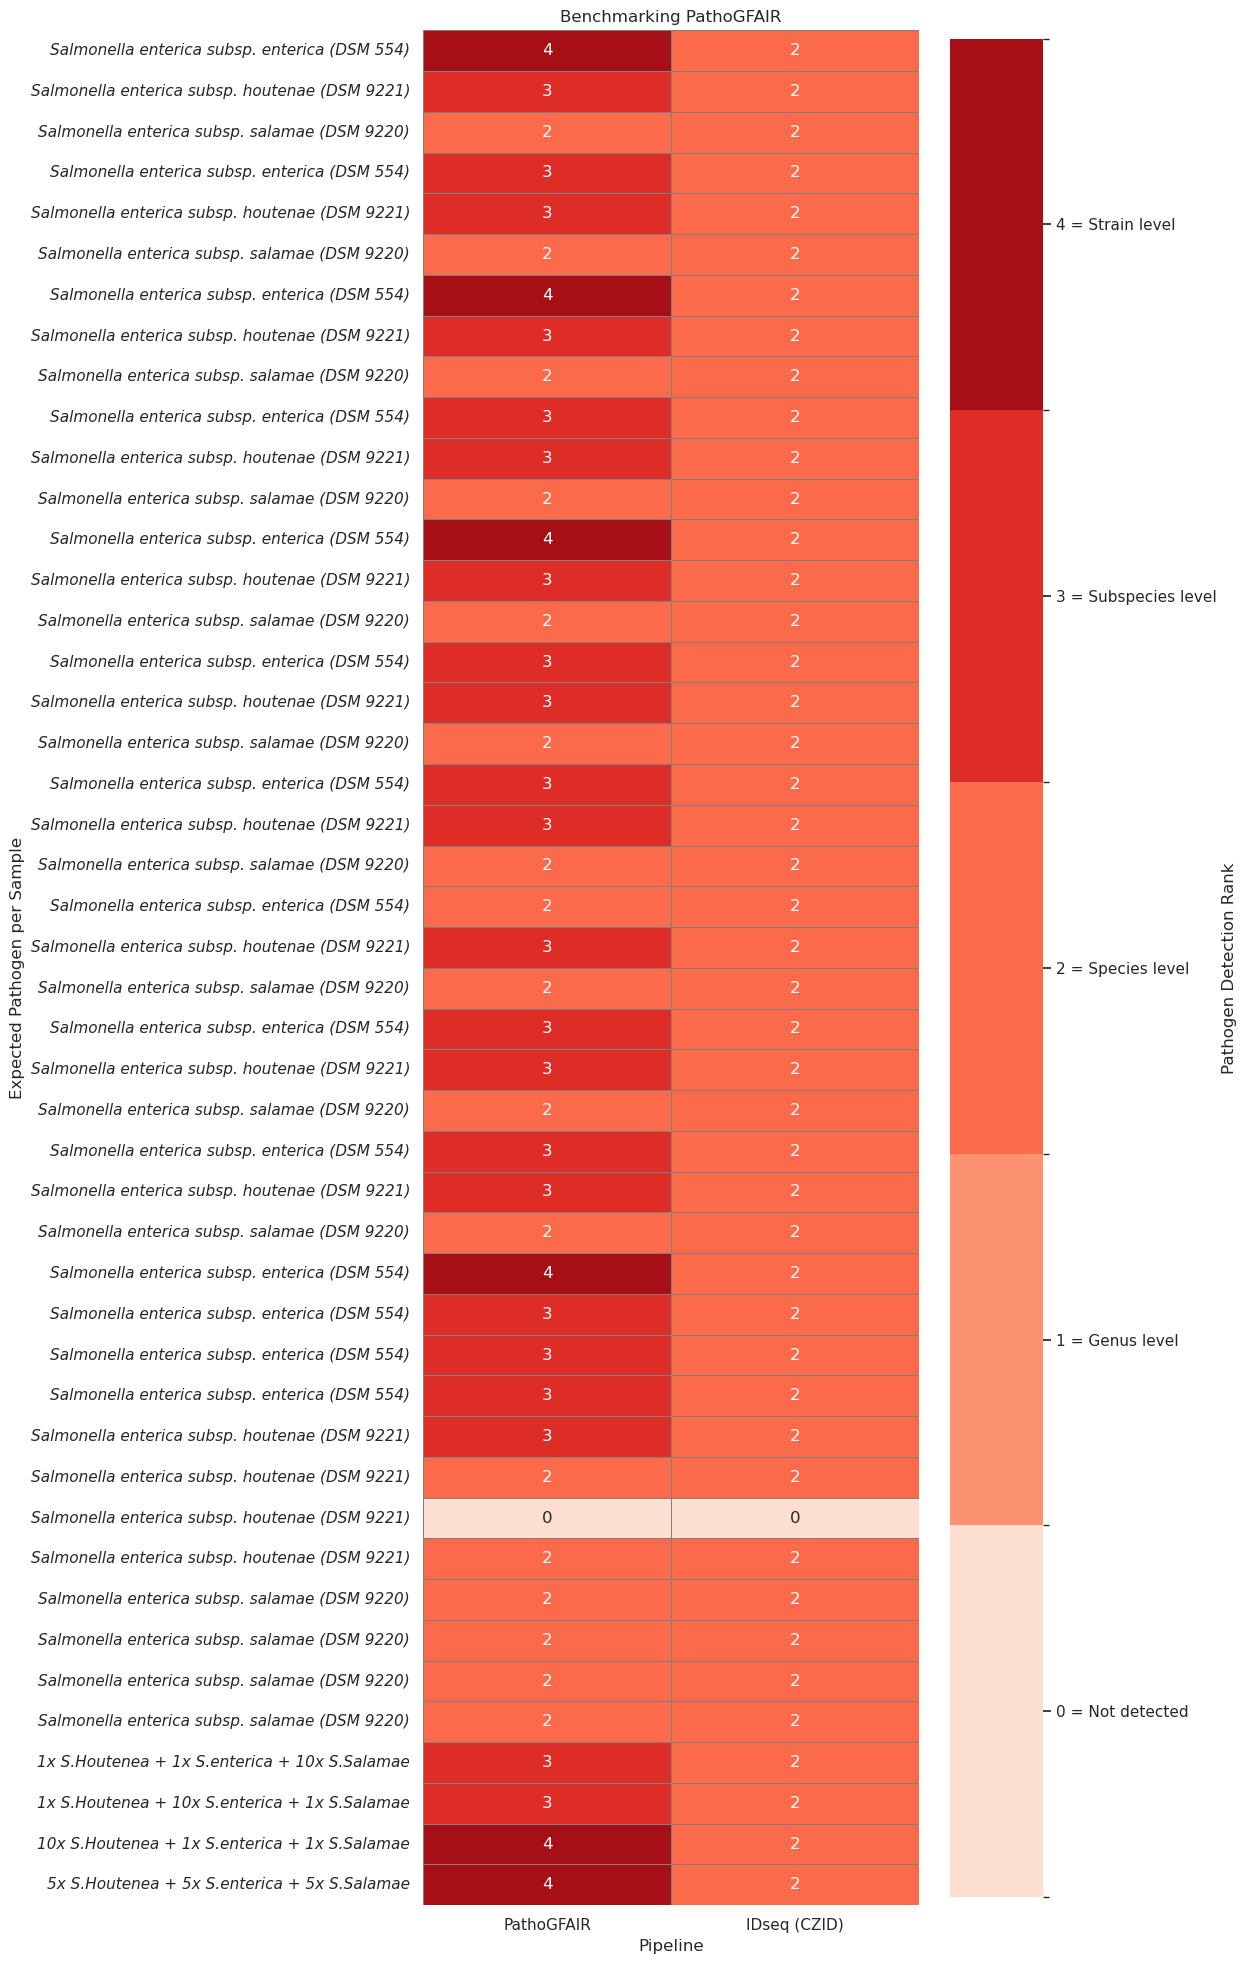 Benchmarking PathoGFAIR
Salmonella enterica subsp. enterica (DSM 554) 4 2
Salmonella enterica subsp. houtenae (DSM 9221) 3 2
Salmonella enterica subsp. salamae (DSM 9220) 2 2
Salmonella enterica subsp. enterica (DSM 554) 3 2
Salmonella enterica subsp. houtenae (DSM 9221) 3 2
Salmonella enterica subsp. salamae (DSM 9220) 2 2
Salmonella enterica subsp. enterica (DSM 554) 4 2
Salmonella enterica subsp. houtenae (DSM 9221) 3 2
Salmonella enterica subsp. salamae (DSM 9220) 2 2
Salmonella enterica subsp. enterica (DSM 554) 3 2
Salmonella enterica subsp. houtenae (DSM 9221) 3 2
Salmonella enterica subsp. salamae (DSM 9220) 2 2
Salmonella enterica subsp. enterica (DSM 554) 4 2
Salmonella enterica subsp. houtenae (DSM 9221) 3 2
Salmonella enterica subsp. salamae (DSM 9220) 2 2
Salmonella enterica subsp. enterica (DSM 554) 3 2
Salmonella enterica subsp. houtenae (DSM 9221) 3 2
Salmonella enterica subsp. salamae (DSM 9220) 2 2
Salmonella enterica subsp. enterica (DSM 554) 3 2
Salmonella enterica subsp. houtenae (DSM 9221) 3 2
Salmonella enterica subsp. salamae (DSM 9220) 2 2
Salmonella enterica subsp. enterica (DSM 554) 2 2
Salmonella enterica subsp. houtenae (DSM 9221) 3 2
Salmonella enterica subsp. salamae (DSM 9220) 2 2
Salmonella enterica subsp. enterica (DSM 554) 3 2
Salmonella enterica subsp. houtenae (DSM 9221) 3 2
Salmonella enterica subsp. salamae (DSM 9220) 2 2
Salmonella enterica subsp. enterica (DSM 554) 3 2
Salmonella enterica subsp. houtenae (DSM 9221) 3 2
Salmonella enterica subsp. salamae (DSM 9220) 2 2
Salmonella enterica subsp. enterica (DSM 554) 4 2
Salmonella enterica subsp. enterica (DSM 554) 3 2
Salmonella enterica subsp. enterica (DSM 554) 3 2
Salmonella enterica subsp. enterica (DSM 554) 3 2
Salmonella enterica subsp. houtenae (DSM 9221) 3 2
Salmonella enterica subsp. houtenae (DSM 9221) 2 2
Salmonella enterica subsp. houtenae (DSM 9221) 0 0
Salmonella enterica subsp. houtenae (DSM 9221) 2 2
Salmonella enterica subsp. salamae (DSM 9220) 2 2
Salmonella enterica subsp. salamae (DSM 9220) 2 2
Salmonella enterica subsp. salamae (DSM 9220) 2 2
Salmonella enterica subsp. salamae (DSM 9220) 2 2
1x S.Houtenea + 1x S.enterica + 10x S.Salamae 3 2
1x S.Houtenea + 10x S.enterica + 1x S.Salamae 3 2
10x S.Houtenea + 1x S.enterica + 1x S.Salamae 4 2
5x S.Houtenea + 5x S.enterica + 5x S.Salamae 4 2
PathoGFAIR IDseq (CZID)
Pipeline
Expected Pathogen per Sample
4 = Strain level
3 = Subspecies level
2 = Species level
1 = Genus level
0 = Not detected
Pathogen Detection Rank